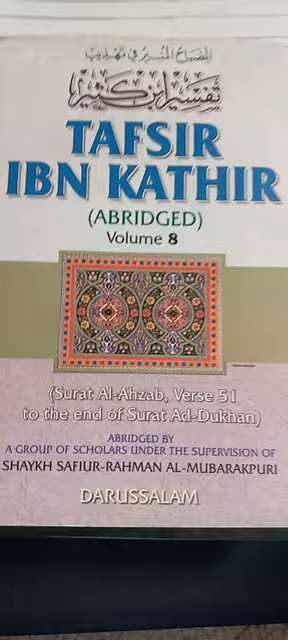 المصباح المنير في تهذيب
تفسير ابن كثير
TAFSIR
IBN KATHIR
(ABRIDGED)
Volume 8
(Surat Al-Ahzab, Verse 51
to the end of Surat Ad-Dukhan)
ABRIDGED BY
A GROUP OF SCHOLARS UNDER THE SUPERVISION OF
SHAYKH SAFIUR-RAHMAN AL-MUBARAKPURI
DARUSSALAM